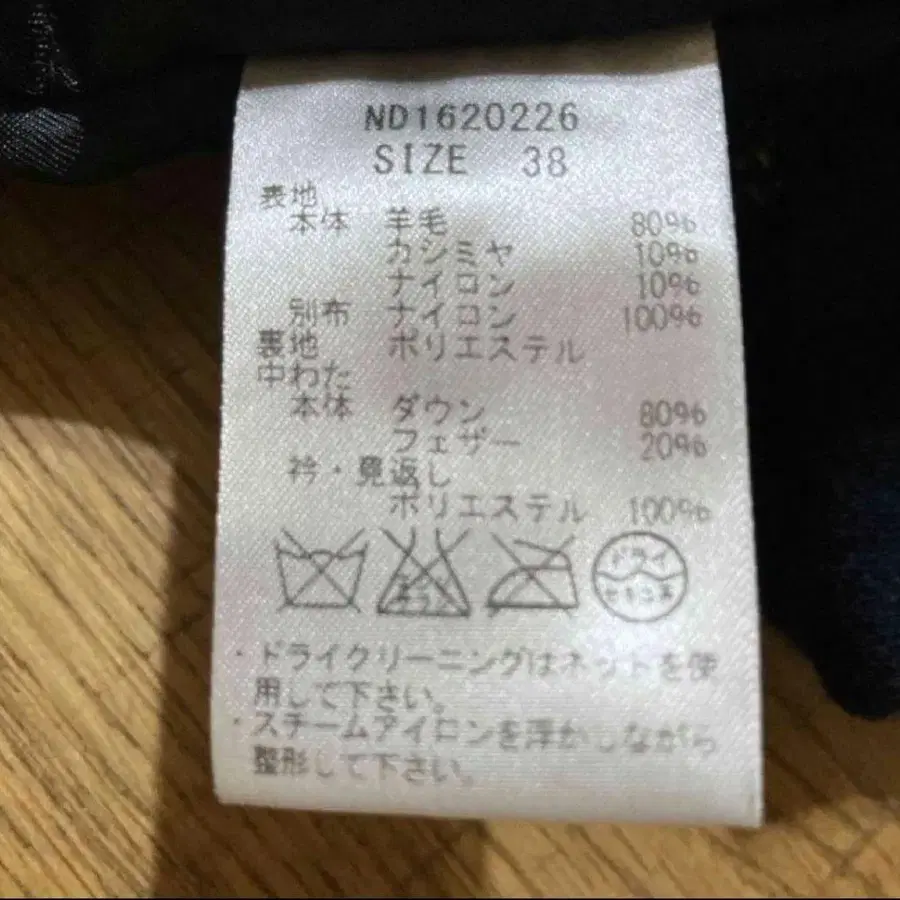 ND1620226
SIZE 38
表地
本体 羊毛 80%
カシミヤ 10%
ナイロン 10%
別布 ナイロン 100%
裏地 ポリエステル
中わた
本体 ダウン 80%
フェザー 20%
衿・見返し
ポリエステル 100%
エンソ
ドライ
セキユ系
・ドライクリーニングはネットを使
用して下さい。
・スチームアイロンを浮かしながら
整形して下さい。